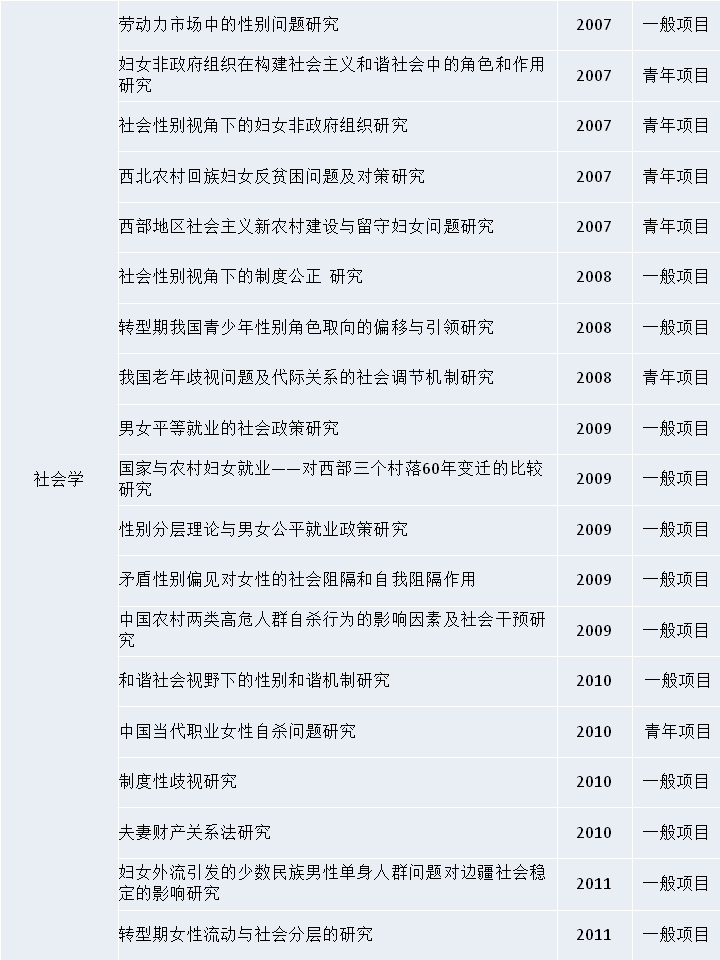 劳动力市场中的性别问题研究 2007 一般项目
妇女非政府组织在构建社会主义和谐社会中的角色和作用
研究 2007 青年项目
社会性别视角下的妇女非政府组织研究 2007 青年项目
西北农村回族妇女反贫困问题及对策研究 2007 青年项目
西部地区社会主义新农村建设与留守妇女问题研究 2007 青年项目
社会性别视角下的制度公正 研究 2008 一般项目
转型期我国青少年性别角色取向的偏移与引领研究 2008 一般项目
我国老年歧视问题及代际关系的社会调节机制研究 2008 青年项目
男女平等就业的社会政策研究 2009 一般项目
社会学
国家与农村妇女就业——对西部三个村落60年变迁的比较
研究 2009 一般项目
性别分层理论与男女公平就业政策研究 2009 一般项目
矛盾性别偏见对女性的社会阻隔和自我阻隔作用 2009 一般项目
中国农村两类高危人群自杀行为的影响因素及社会干预研
究 2009 一般项目
和谐社会视野下的性别和谐机制研究 2010 一般项目
中国当代职业女性自杀问题研究 2010 青年项目
制度性歧视研究 2010 一般项目
夫妻财产关系法研究 2010 一般项目
妇女外流引发的少数民族男性单身人群问题对边疆社会稳
定的影响研究 2011 一般项目
转型期女性流动与社会分层的研究 2011 一般项目